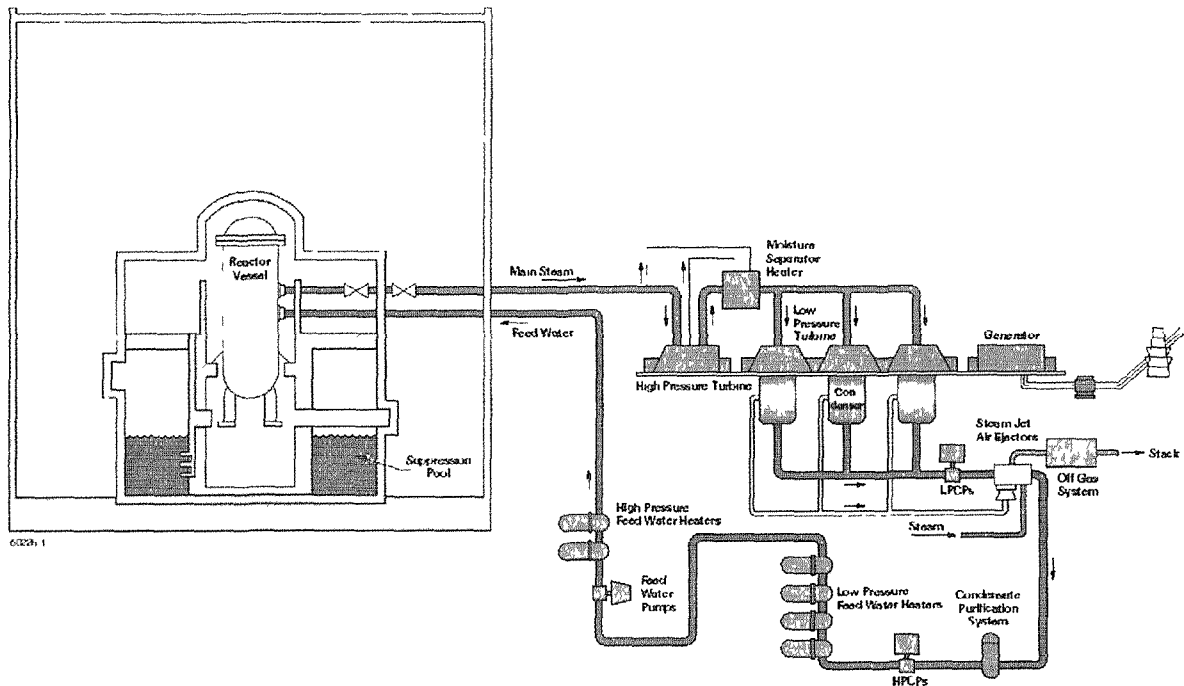 Reactor
Vessel
Main Steam
Feed Water
Suppression
Pool
Moisture
Separator
Heater
Low
Pressure
Turbine
High Pressure Turbine
Generator
Con
denser
Steam Jet
Air Ejectors
Stack
Off Gas
System
LPCPs
Steam
High Pressure
Feed Water Heaters
Feed
Water
Pumps
Low Pressure
Feed Water Heaters
Condensate
Purification
System
HPCPs